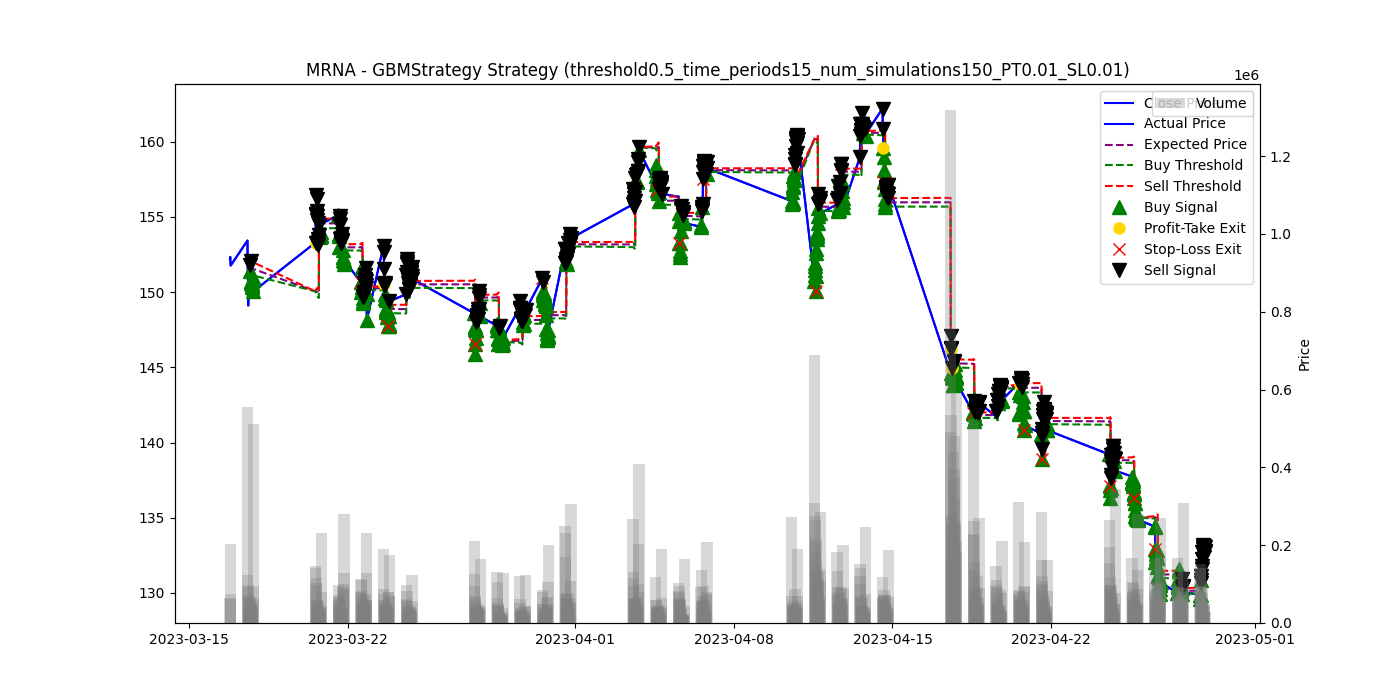 MRNA - GBMStrategy Strategy (threshold0.5_time_periods15_num_simulations150_PT0.01_SL0.01)
1e6
Close Price
Volume
Actual Price
Expected Price
Buy Threshold
Sell Threshold
Buy Signal
Profit-Take Exit
Stop-Loss Exit
Sell Signal
160
155
150
145
140
135
130
1.2
1.0
0.8
0.6
0.4
0.2
0.0
Price
2023-03-15
2023-03-22
2023-04-01
2023-04-08
2023-04-15
2023-04-22
2023-05-01